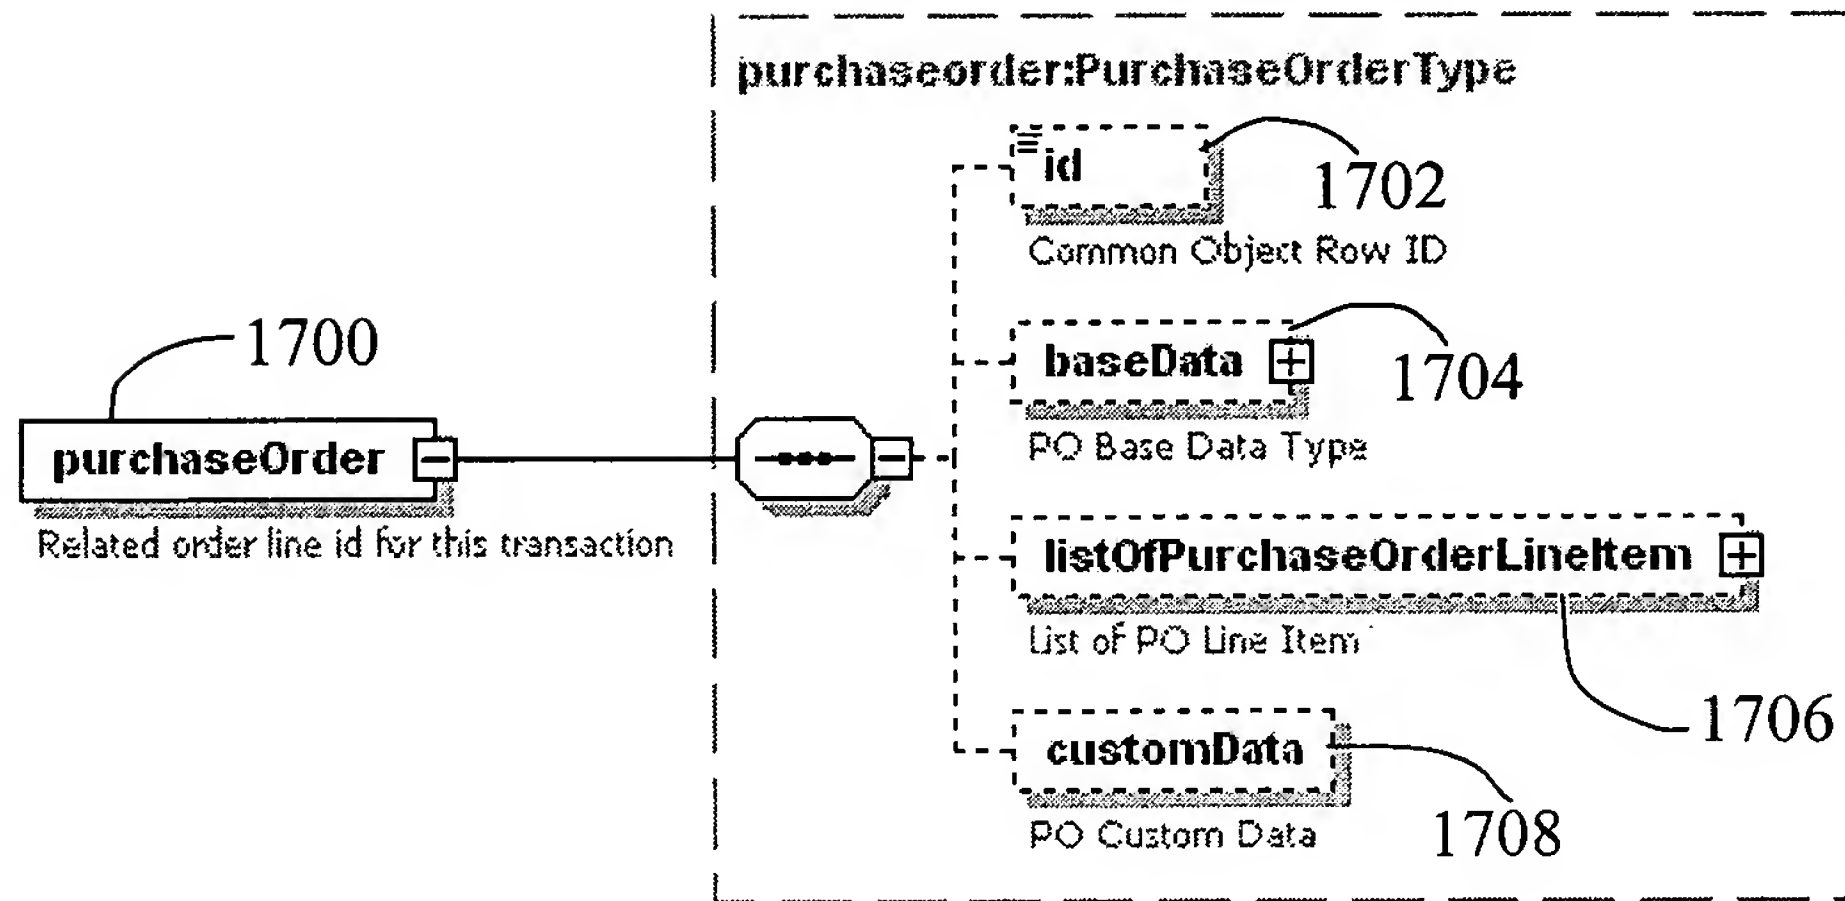 purchaseorder:PurchaseOrderType
id
1702
Common Object Row ID
1700
baseData
1704
PO Base Data Type
purchaseOrder
Related order line id for this transaction
listOfPurchaseOrderLineItem
List of PO Line Item
1706
customData
PO Custom Data
1708